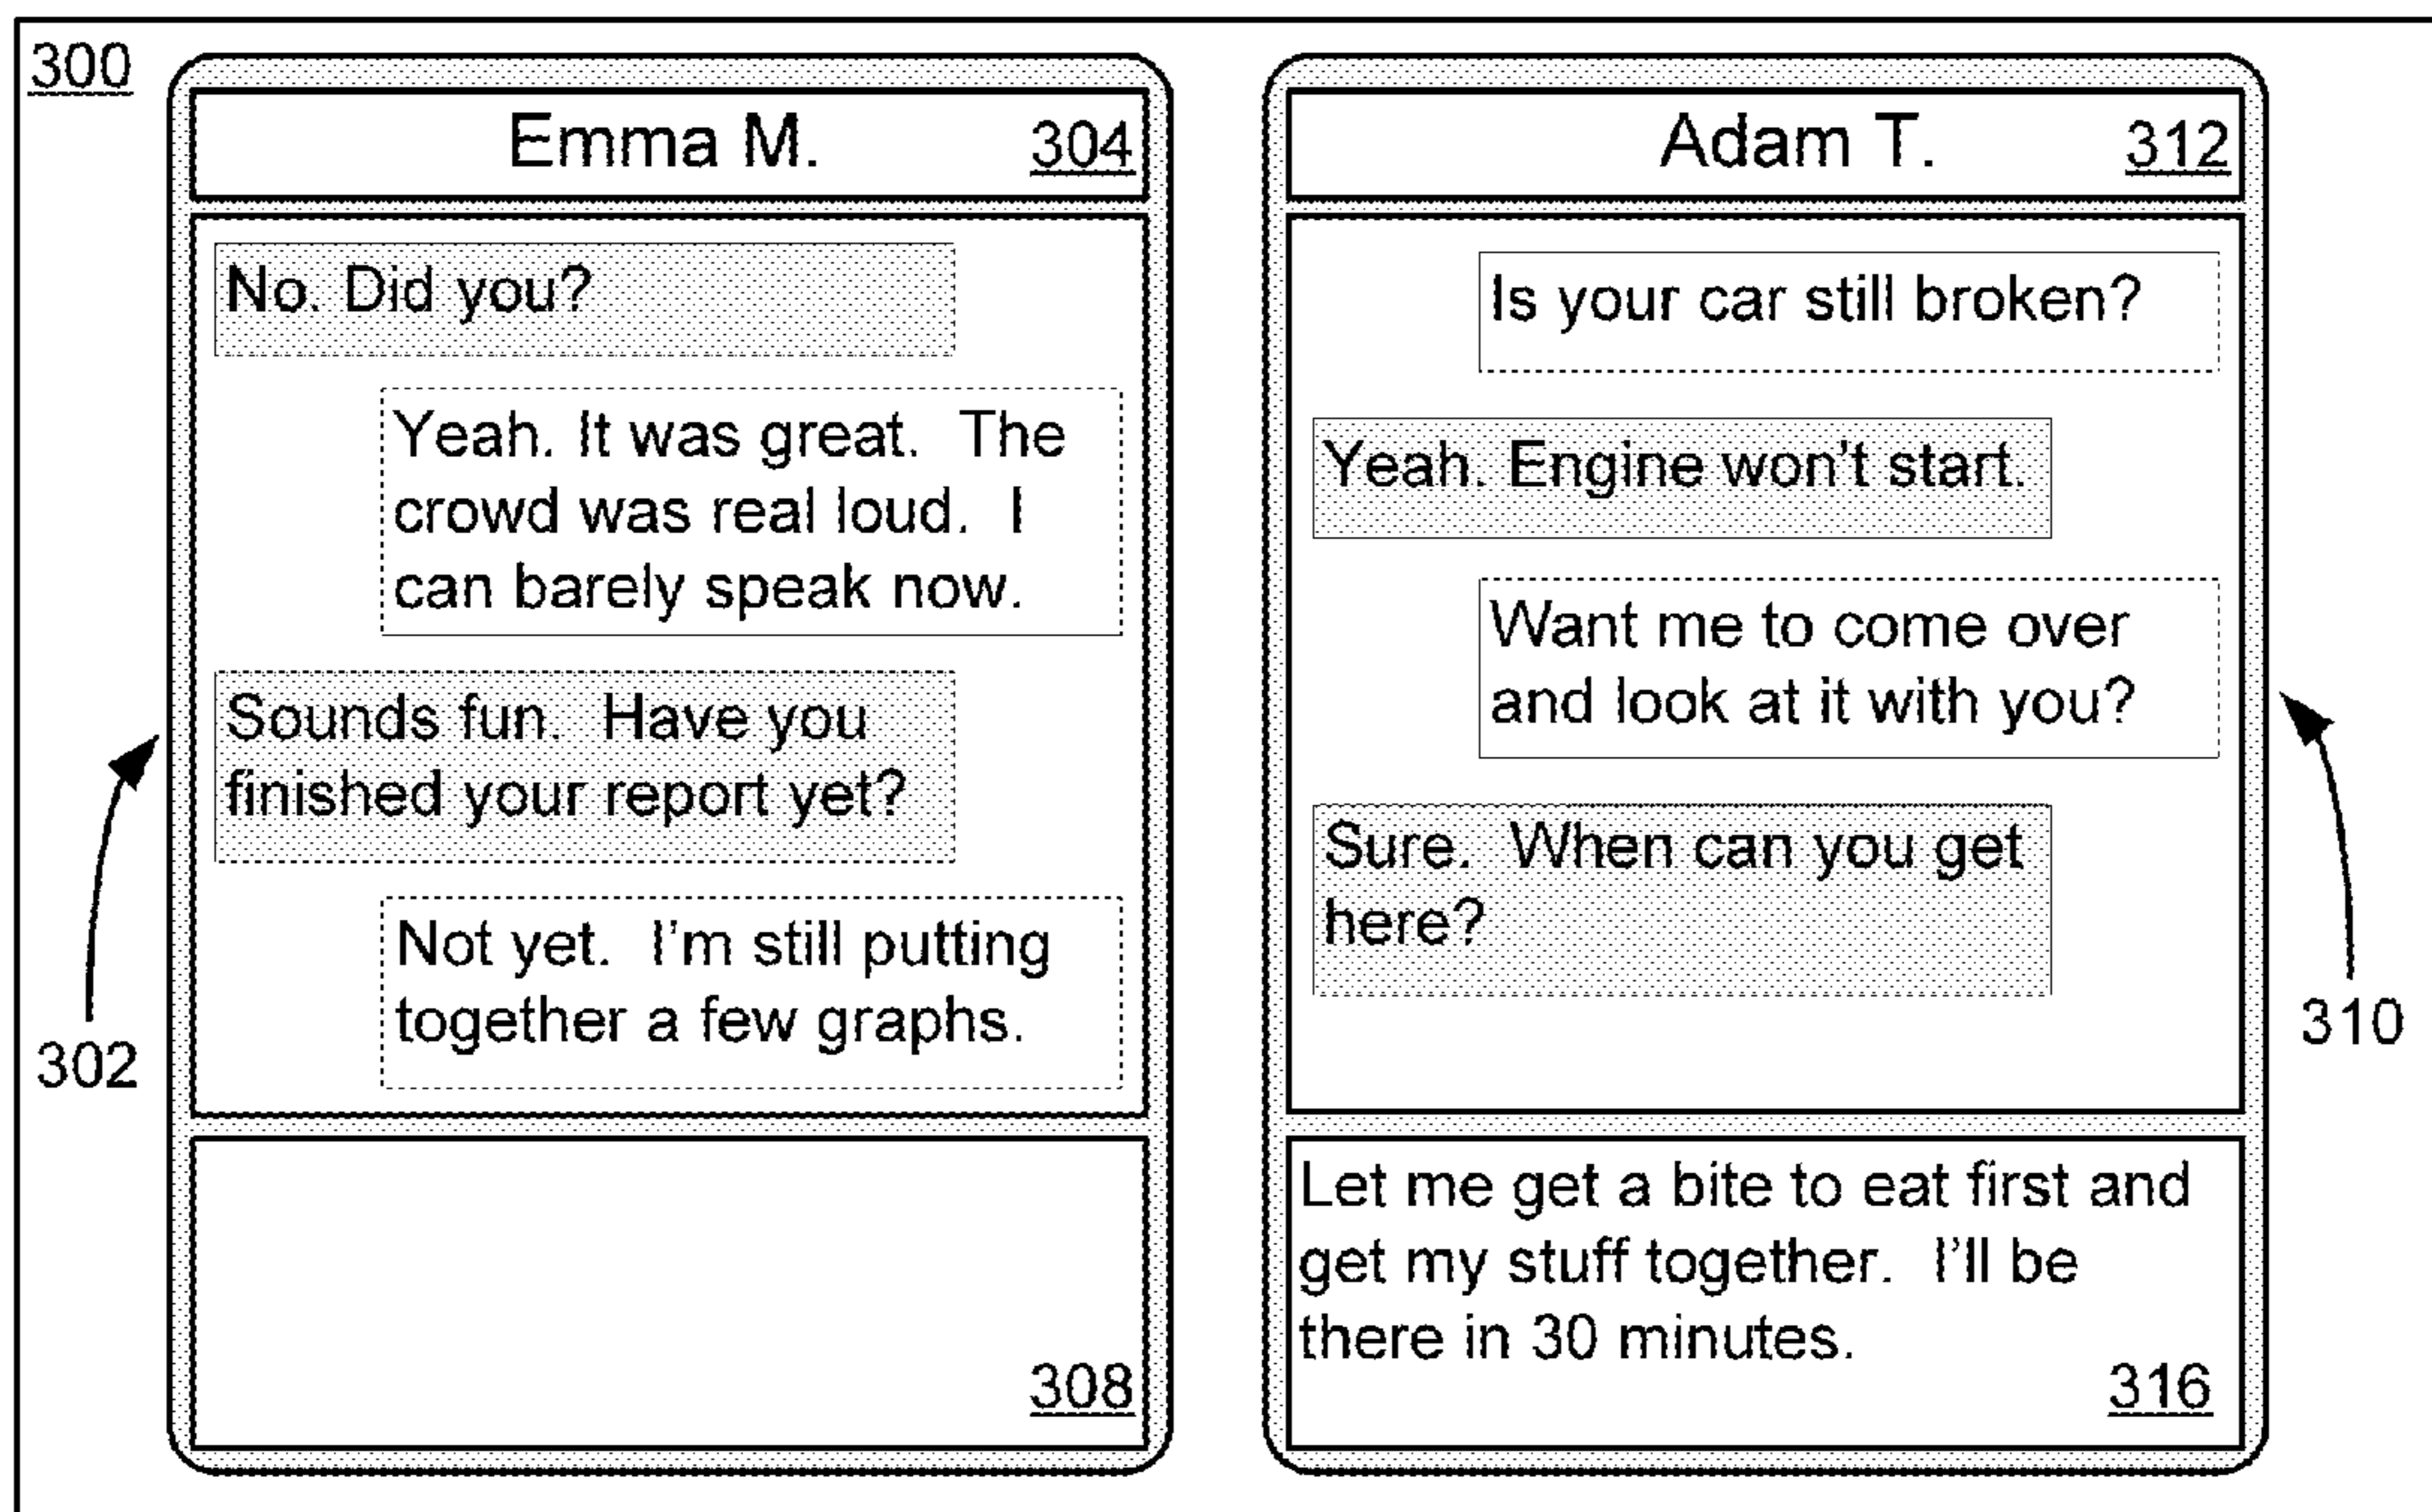 300
Emma M. 304
No. Did you?
Yeah. It was great. The
crowd was real loud. I
can barely speak now.
Sounds fun. Have you
finished your report yet?
Not yet. I'm still putting
together a few graphs.
302
308
Adam T. 312
Is your car still broken?
Yeah. Engine won't start.
Want me to come over
and look at it with you?
Sure. When can you get
here?
310
Let me get a bite to eat first and
get my stuff together. I'll be
there in 30 minutes.
316